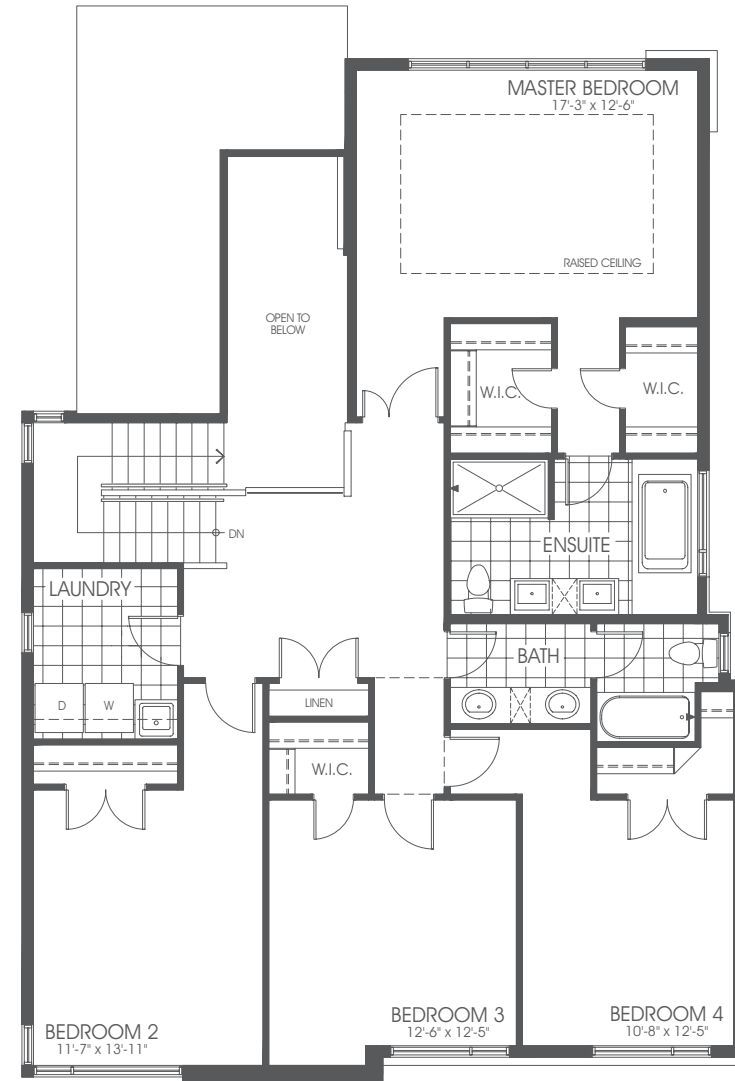 MASTER BEDROOM
17'-3" x 12'-6"
RAISED CEILING
OPEN TO
BELOW
W.I.C.
W.I.C.
ENSUITE
DN
LAUNDRY
BATH
D
W
LINEN
W.I.C.
BEDROOM 2
11'-7" x 13'-11"
BEDROOM 3
12'-6" x 12'-5"
BEDROOM 4
10'-8" x 12'-5"